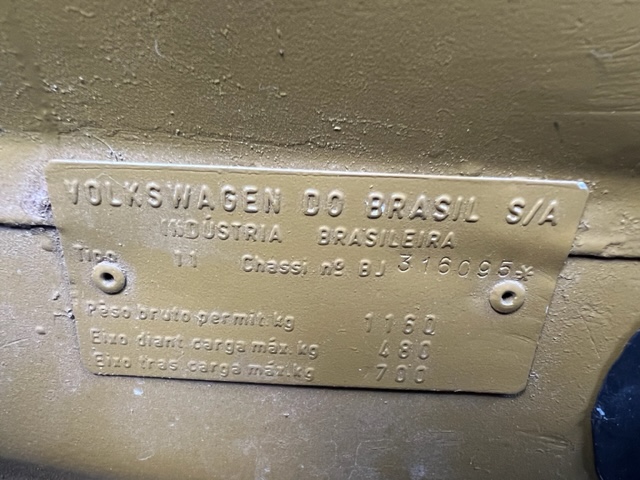 VOLKSWAGEN DO BRASIL S/A
INDÚSTRIA BRASILEIRA
Tipo 11 Chassi nº BJ 316095*
Pêso bruto permit. kg 1160
Eixo diant. carga máx. kg 480
Eixo tras. carga máx. kg 700